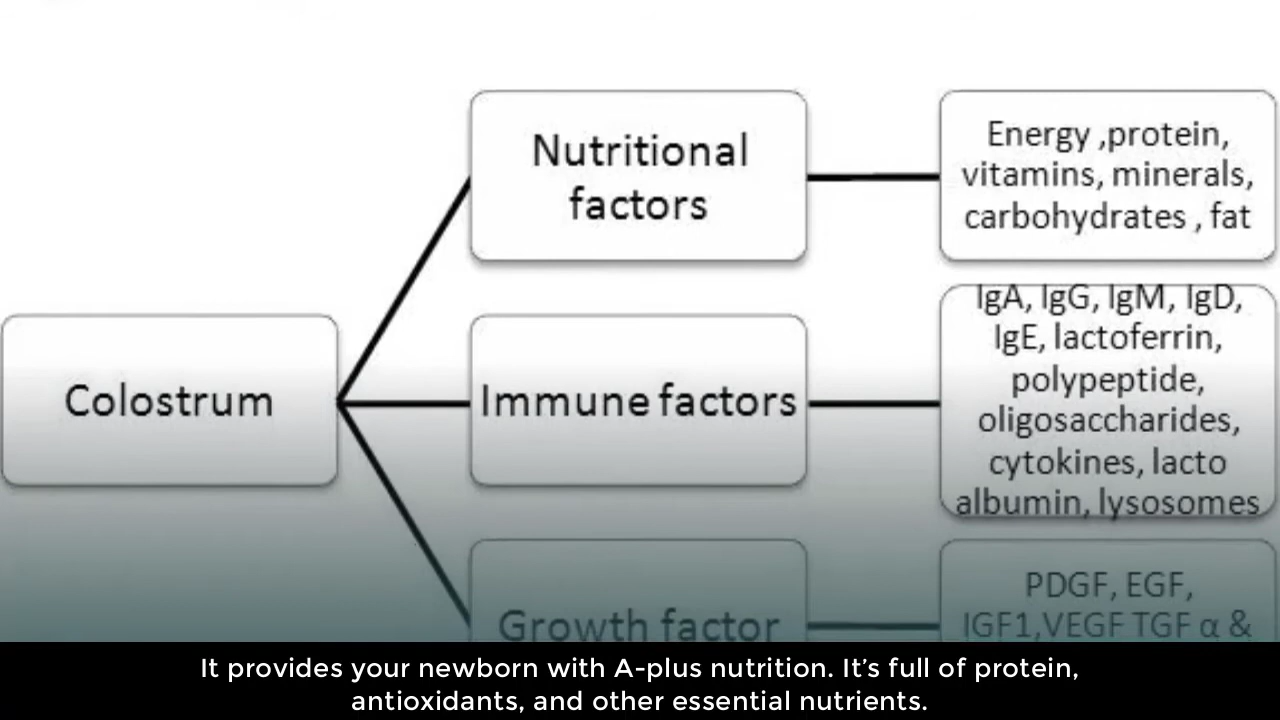 Nutritional
factors
Energy ,protein,
vitamins, minerals,
carbohydrates , fat
Colostrum
Immune factors
IgA, IgG, IgM, IgD,
IgE, lactoferrin,
polypeptide,
oligosaccharides,
cytokines, lacto
albumin, lysosomes
Growth factor
PDGF, EGF,
IGF1,VEGF TGF α &
It provides your newborn with A-plus nutrition. It’s full of protein,
antioxidants, and other essential nutrients.